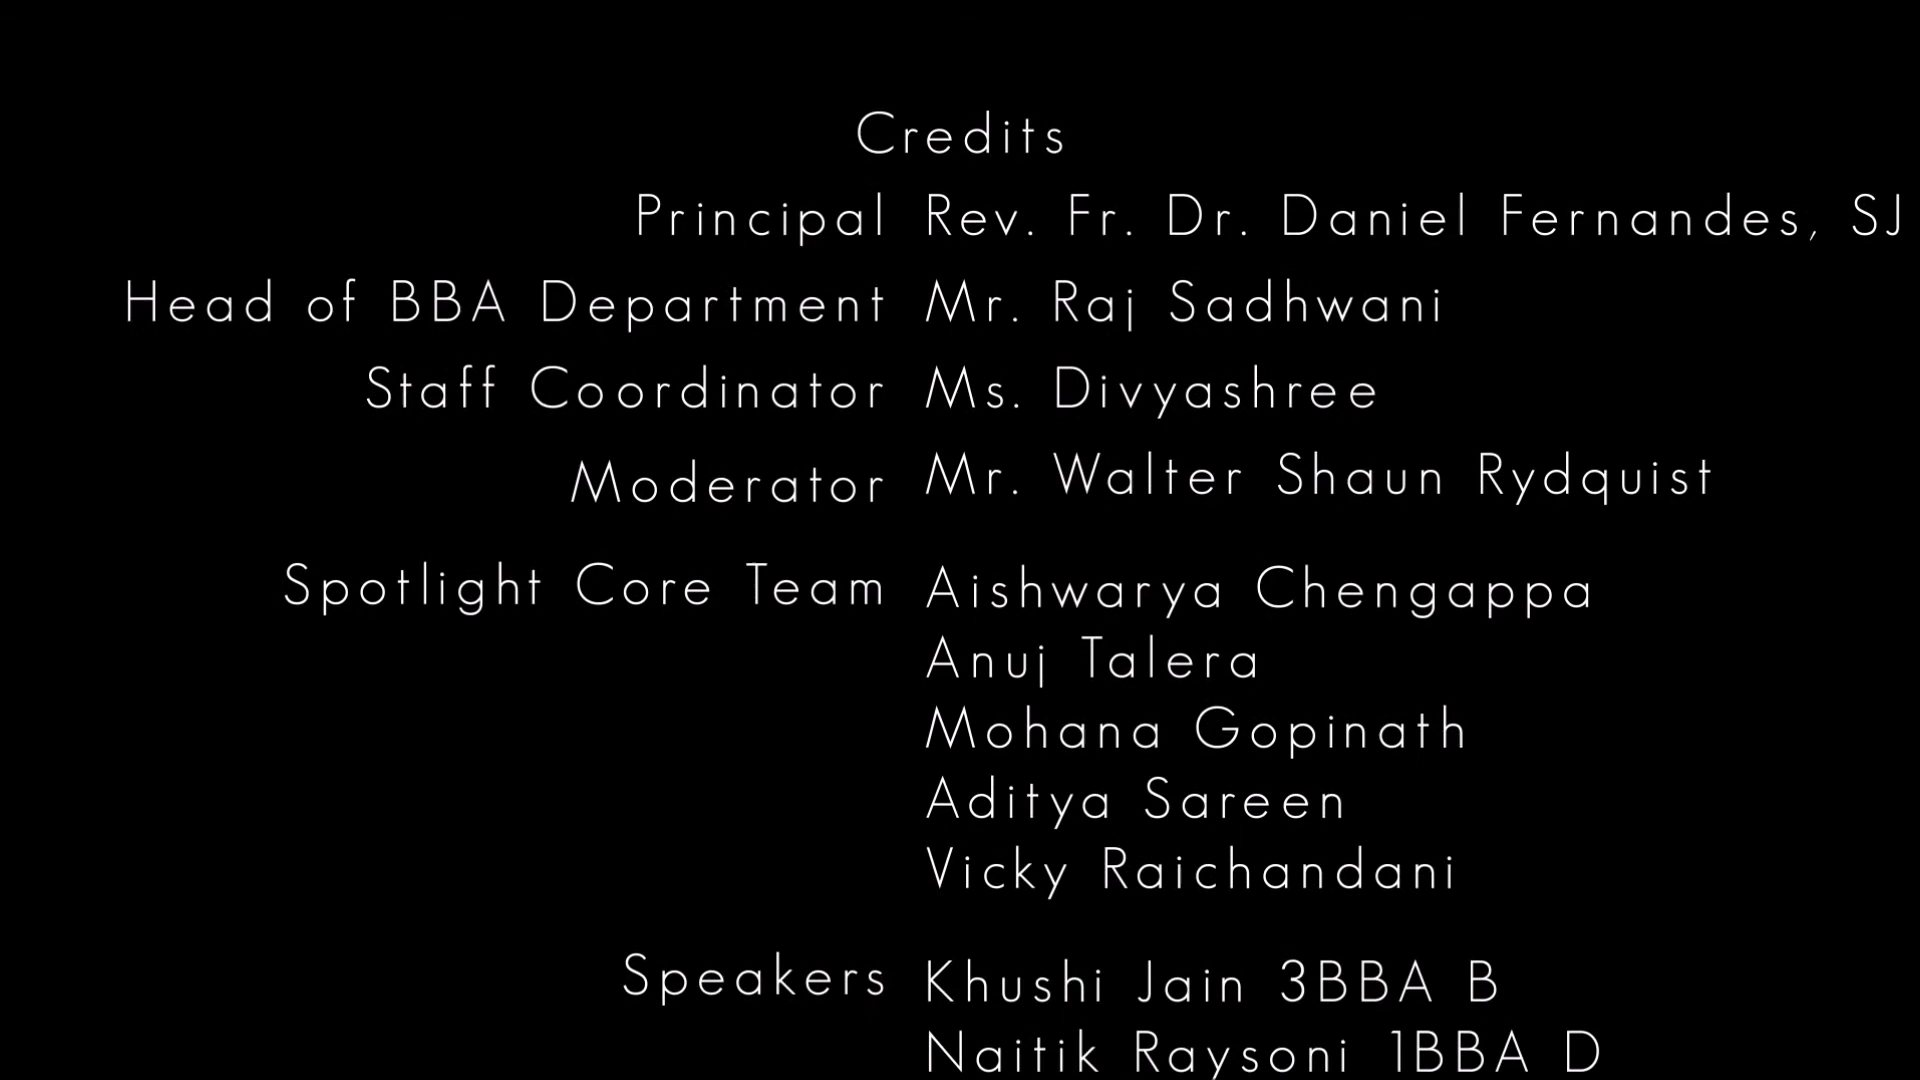 Credits
Principal Rev. Fr. Dr. Daniel Fernandes, SJ
Head of BBA Department Mr. Raj Sadhwani
Staff Coordinator Ms. Divyashree
Moderator Mr. Walter Shaun Rydquist
Spotlight Core Team Aishwarya Chengappa
Anuj Talera
Mohana Gopinath
Aditya Sareen
Vicky Raichandani
Speakers Khushi Jain 3BBA B
Naitik Raysoni 1BBA D